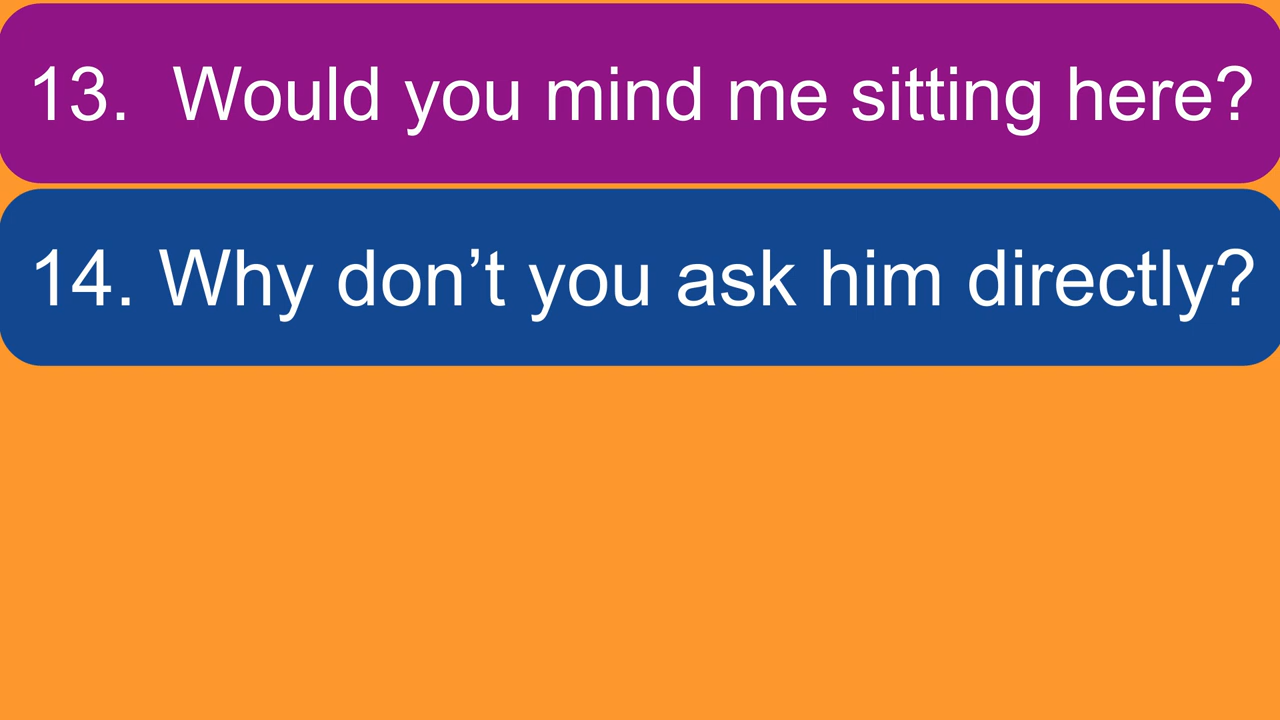 13. Would you mind me sitting here?
14. Why don’t you ask him directly?